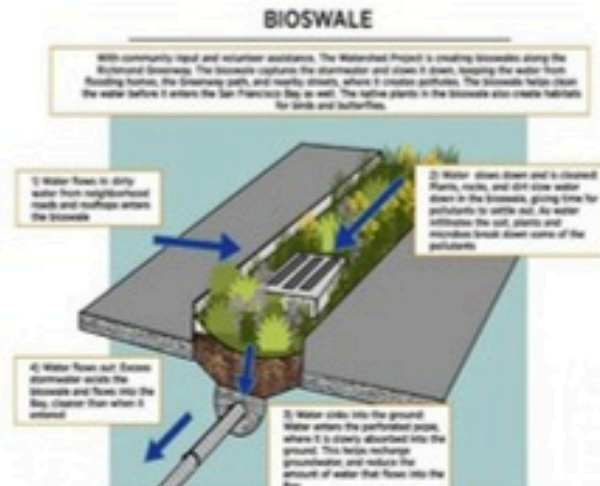 BIOSWALE
With community input and volunteer assistance, The Watershed Project is creating bioswales along the
Richmond Greenway. The bioswale captures the stormwater and slows it down, keeping the water from
flooding homes, the Greenway path, and nearby streets, where it creates potholes. The bioswale helps clean
the water before it enters the San Francisco Bay as well. The native plants in the bioswale also create habitats
for birds and butterflies.
1) Water flows in: dirty
water from neighborhood
roads and rooftops enters
the bioswale
2) Water slows down and is cleaned:
Plants, rocks, and dirt slow water
down in the bioswale, giving time for
pollutants to settle out. As water
infiltrates the soil, plants and
microbes break down some of the
pollutants
4) Water flows out: Excess
stormwater exists the
bioswale and flows into the
Bay, cleaner than when it
entered
3) Water sinks into the ground:
Water enters the perforated pipe,
where it is slowly absorbed into the
ground. This helps recharge
groundwater, and reduce the
amount of water that flows into the